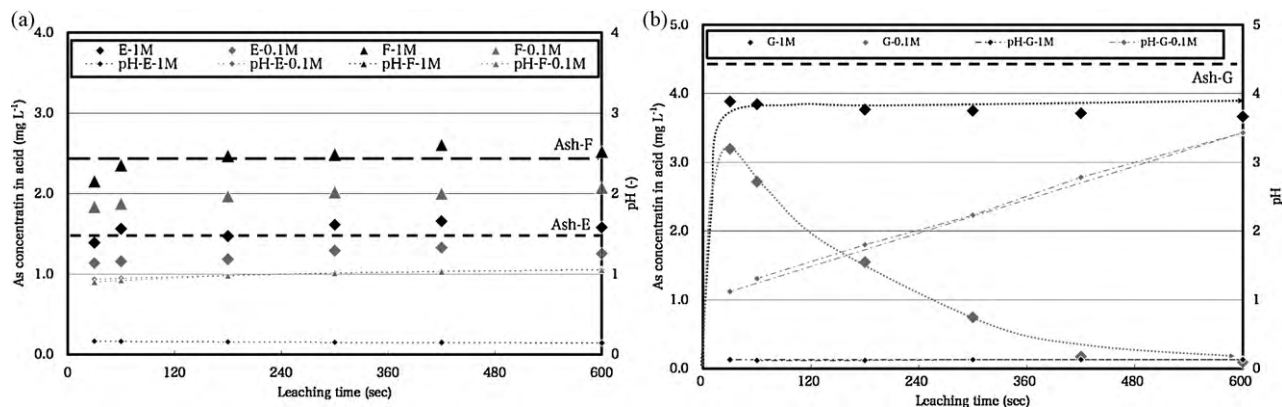 (a)
4.0
3.0
2.0
1.0
0.0
As concentratin in acid (mg L-1)
E-1M E-0.1M F-1M F-0.1M
pH-E-1M pH-E-0.1M pH-F-1M pH-F-0.1M
Ash-F
Ash-E
4
3
2
1
0
pH (-)
0 120 240 360 480 600
Leaching time (sec)
(b)
5.0
4.0
3.0
2.0
1.0
0.0
As concentratin in acid (mg L-1)
G-1M G-0.1M pH-G-1M pH-G-0.1M
Ash-G
5
4
3
2
1
0
pH
0 120 240 360 480 600
Leaching time (sec)